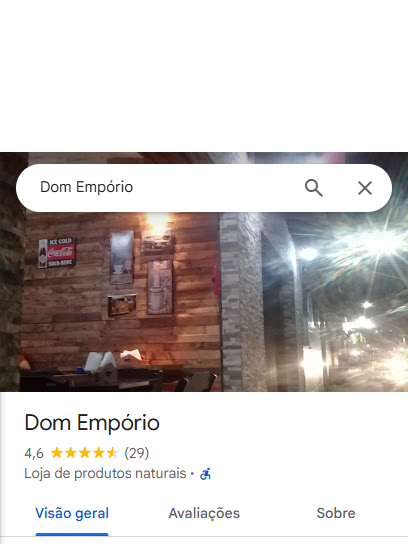 Dom Empório
ICE COLD
Coca-Cola
SOLD HERE
Dom Empório
4,6 (29)
Loja de produtos naturais ·
Visão geral
Avaliações
Sobre